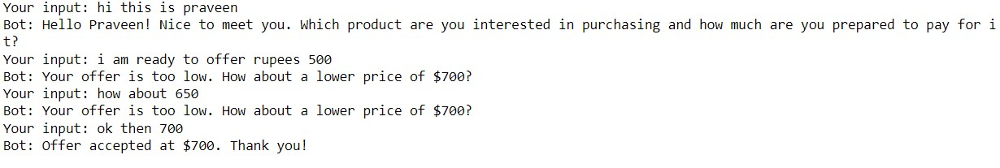 Your input: hi this is praveen
Bot: Hello Praveen! Nice to meet you. Which product are you interested in purchasing and how much are you prepared to pay for i
t?
Your input: i am ready to offer rupees 500
Bot: Your offer is too low. How about a lower price of $700?
Your input: how about 650
Bot: Your offer is too low. How about a lower price of $700?
Your input: ok then 700
Bot: Offer accepted at $700. Thank you!